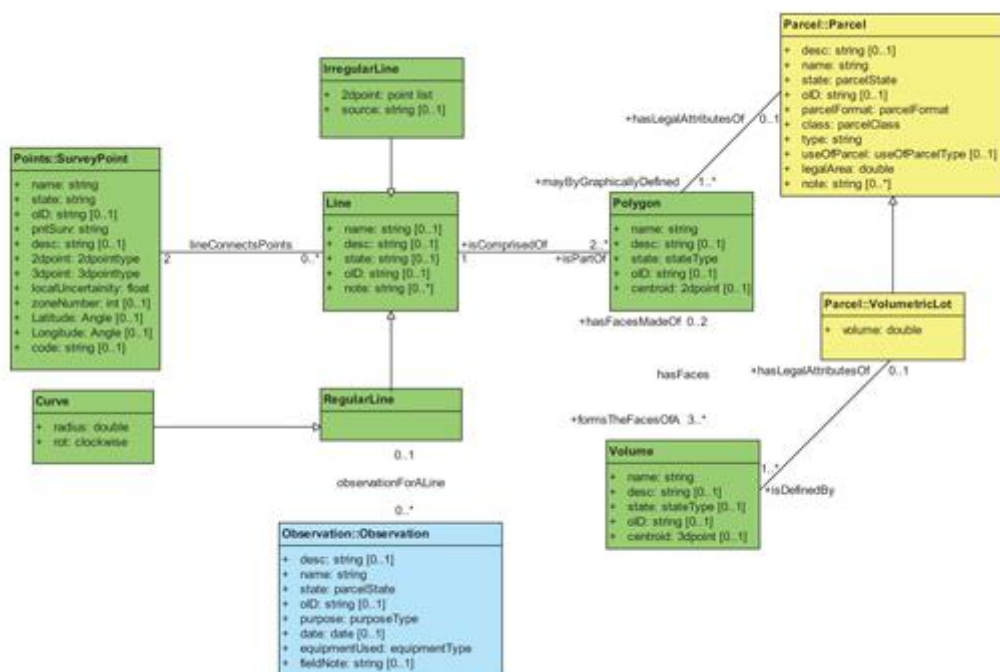 Parcel::Parcel
+ desc: string [0..1]
+ name: string
+ state: parcelState
+ oID: string [0..1]
+ parcelFormat: parcelFormat
+ class: parcelClass
+ type: string
+ useOfParcel: useOfParcelType [0..1]
+ legalArea: double
+ note: string [0..*]
IrregularLine
+ 2dpoint: point list
+ source: string [0..1]
+hasLegalAttributesOf
0..1
+mayByGraphicallyDefined
1..*
Points::SurveyPoint
+ name: string
+ state: string
+ oID: string [0..1]
+ pntSurv: string
+ desc: string [0..1]
+ 2dpoint: 2dpointtype
+ 3dpoint: 3dpointtype
+ localUncertainity: float
+ zoneNumber: int [0..1]
+ Latitude: Angle [0..1]
+ Longitude: Angle [0..1]
+ code: string [0..1]
lineConnectsPoints
2
0..*
Line
+ name: string [0..1]
+ desc: string [0..1]
+ state: string [0..1]
+ oID: string [0..1]
+ note: string [0..*]
+isComprisedOf
1
2..*
+isPartOf
Polygon
+ name: string
+ desc: string [0..1]
+ state: stateType
+ oID: string [0..1]
+ centroid: 2dpoint [0..1]
+hasFacesMadeOf 0..2
hasFaces
+formsTheFacesOfA 3..*
Parcel::VolumetricLot
+ volume: double
+hasLegalAttributesOf
0..1
Curve
+ radius: double
+ rot: clockwise
RegularLine
0..1
observationForALine
0..*
Volume
+ name: string
+ desc: string [0..1]
+ state: stateType [0..1]
+ oID: string [0..1]
+ centroid: 3dpoint [0..1]
1..*
+isDefinedBy
Observation::Observation
+ desc: string [0..1]
+ name: string
+ state: parcelState
+ oID: string [0..1]
+ purpose: purposeType
+ date: date [0..1]
+ equipmentUsed: equipmentType
+ fieldNote: string [0..1]